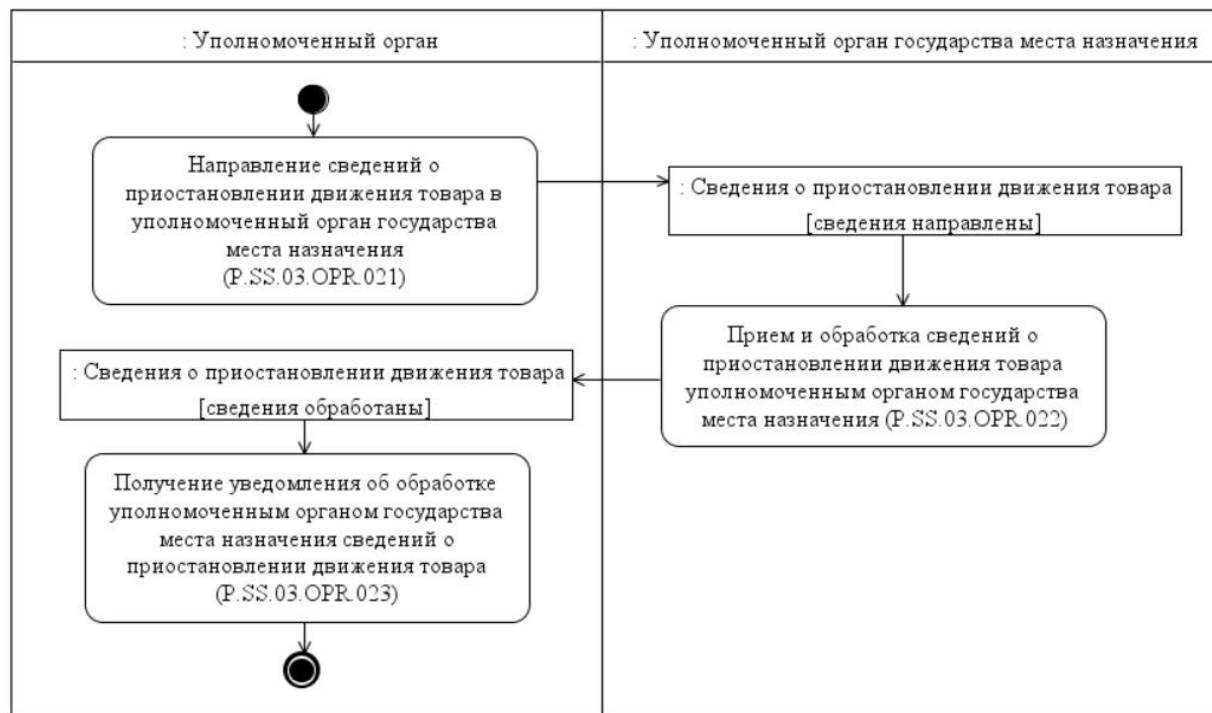 : Уполномоченный орган
: Уполномоченный орган государства места назначения
Направление сведений о
приостановлении движения товара в
уполномоченный орган государства
места назначения
(P.SS.03.OPR.021)
: Сведения о приостановлении движения товара
[сведения направлены]
Прием и обработка сведений о
приостановлении движения товара
уполномоченным органом государства
места назначения (P.SS.03.OPR.022)
: Сведения о приостановлении движения товара
[сведения обработаны]
Получение уведомления об обработке
уполномоченным органом государства
места назначения сведений о
приостановлении движения товара
(P.SS.03.OPR.023)